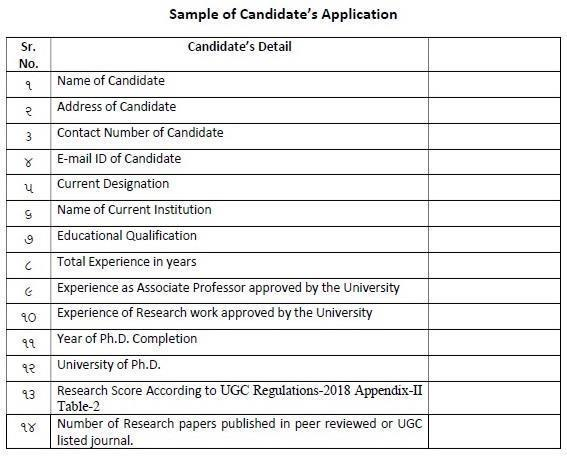 Sample of Candidate's Application
Sr. No. Candidate's Detail
૧ Name of Candidate
૨ Address of Candidate
૩ Contact Number of Candidate
૪ E-mail ID of Candidate
૫ Current Designation
૬ Name of Current Institution
૭ Educational Qualification
૮ Total Experience in years
૯ Experience as Associate Professor approved by the University
૧૦ Experience of Research work approved by the University
૧૧ Year of Ph.D. Completion
૧૨ University of Ph.D.
૧૩ Research Score According to UGC Regulations-2018 Appendix-II
Table-2
૧૪ Number of Research papers published in peer reviewed or UGC
listed journal.